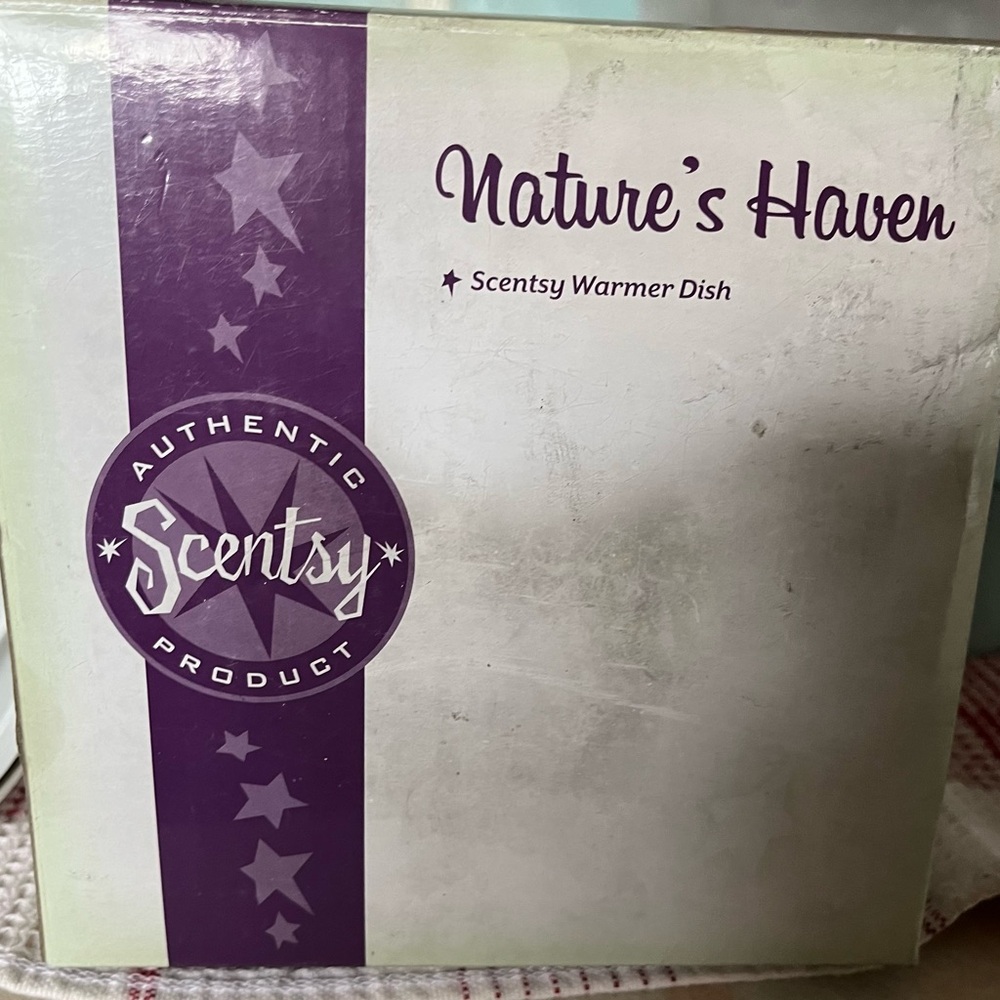 Nature's Haven
Scentsy Warmer Dish
AUTHENTIC
Scentsy
PRODUCT